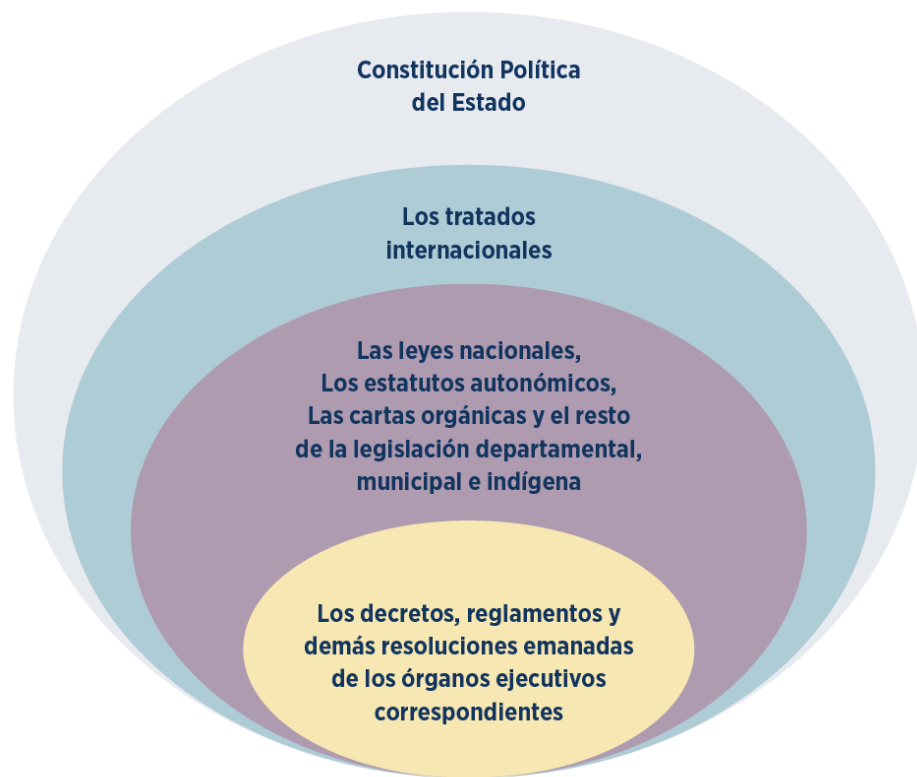 Constitución Política
del Estado
Los tratados
internacionales
Las leyes nacionales,
Los estatutos autonómicos,
Las cartas orgánicas y el resto
de la legislación departamental,
municipal e indígena
Los decretos, reglamentos y
demás resoluciones emanadas
de los órganos ejecutivos
correspondientes